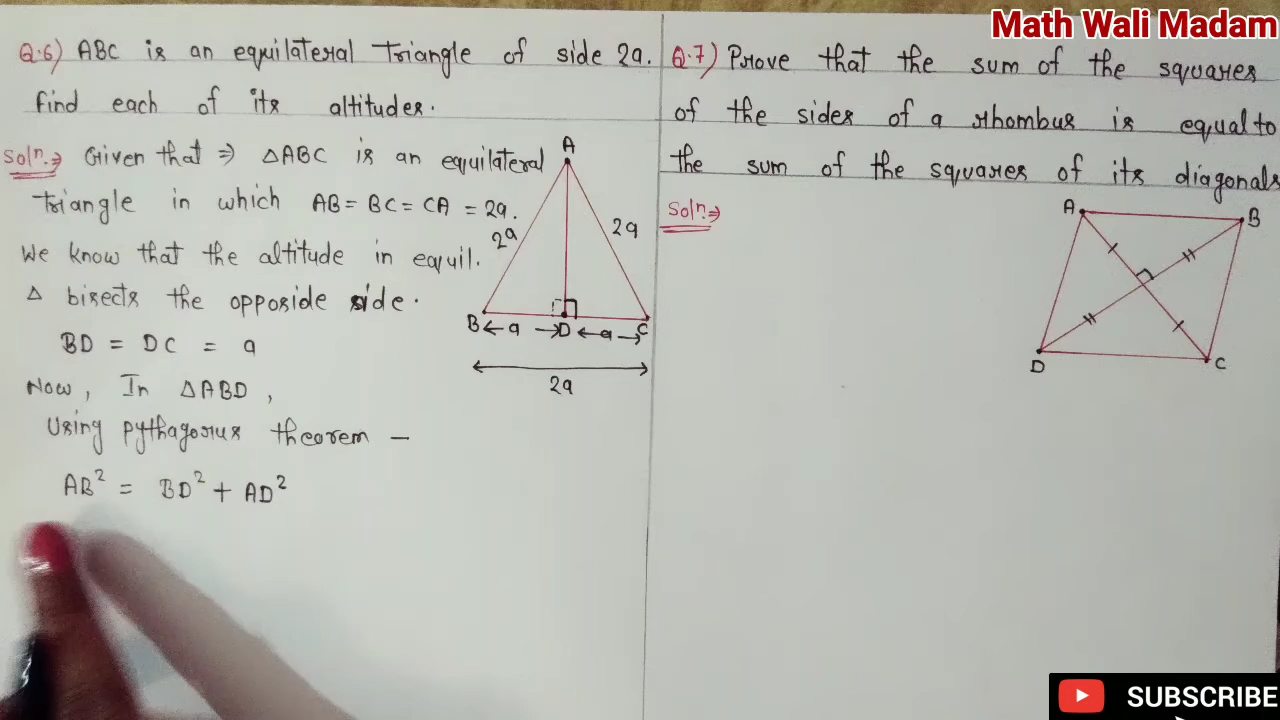 Math Wali Madam
Q.6) ABC is an equilateral Triangle of side 2a.
find each of its altitudes.
Soln.⇒ Given that ⇒ △ABC is an equilateral
Triangle in which AB = BC = CA = 2a.
We know that the altitude in equil.
△ bisects the opposide side.
BD = DC = a
Now, In △ABD,
Using pythagorus theorem —
AB² = BD² + AD²
A
2a
2a
B ← a → D ← a → C
2a
Q.7) Prove that the sum of the squares
of the sides of a rhombus is equal to
the sum of the squares of its diagonals
Soln.⇒
A
B
D
C
SUBSCRIBE